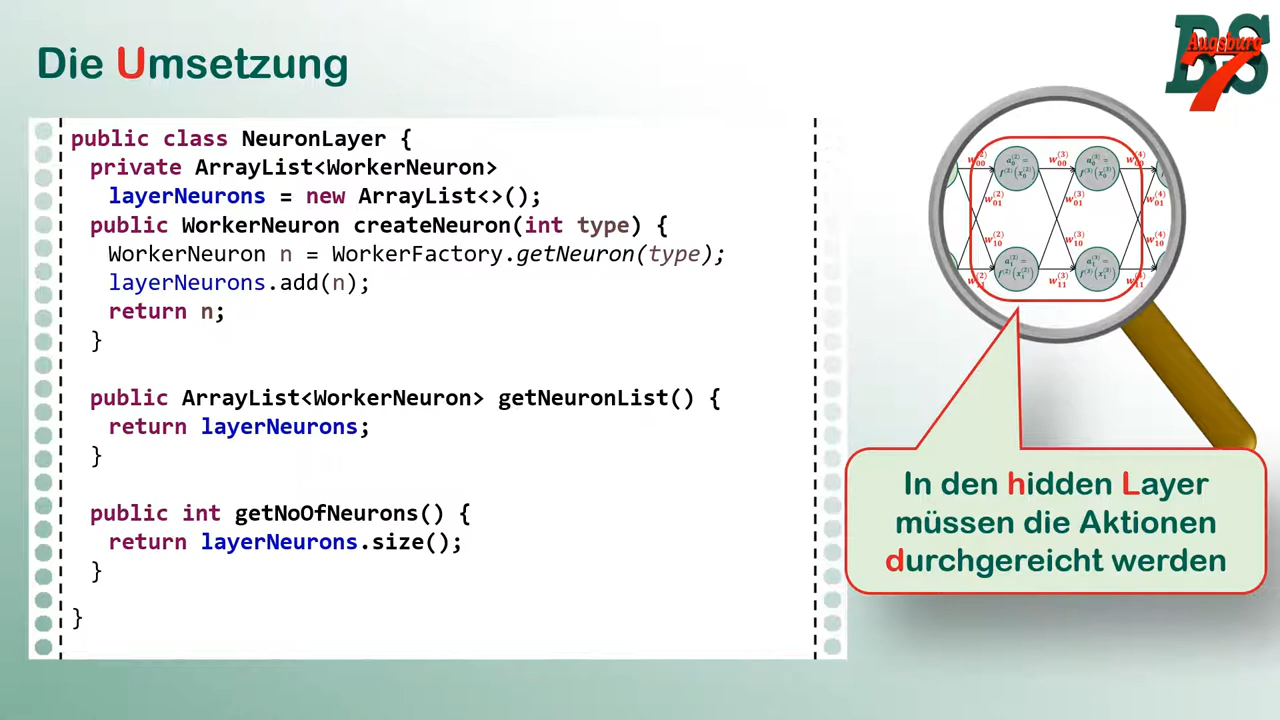 Die Umsetzung
BS
Augsburg
7
public class NeuronLayer {
private ArrayList<WorkerNeuron>
layerNeurons = new ArrayList<>();
public WorkerNeuron createNeuron(int type) {
WorkerNeuron n = WorkerFactory.getNeuron(type);
layerNeurons.add(n);
return n;
}
public ArrayList<WorkerNeuron> getNeuronList() {
return layerNeurons;
}
public int getNoOfNeurons() {
return layerNeurons.size();
}
}
In den hidden Layer
müssen die Aktionen
durchgereicht werden